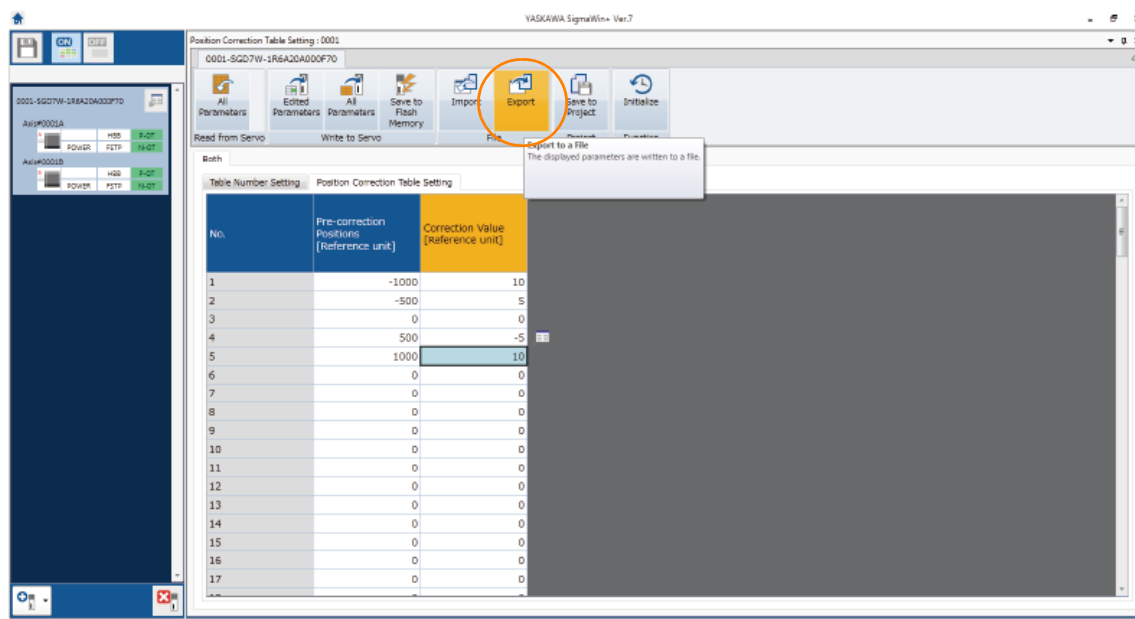 YASKAWA SigmaWin+ Ver.7
ON OFF
Position Correction Table Setting : 0001
0001-SGD7W-1R6A20A000F70
All Parameters
Edited Parameters
All Parameters
Save to Flash Memory
Import
Export
Save to Project
Initialize
Read from Servo
Write to Servo
File
Project
Function
Export to a File
The displayed parameters are written to a file.
0001-SGD7W-1R6A20A000F70
Axis#0001A
HBB P-OT
POWER FSTP N-OT
Axis#0001B
HBB P-OT
POWER FSTP N-OT
Both
Table Number Setting Position Correction Table Setting
No.
Pre-correction
Positions
[Reference unit]
Correction Value
[Reference unit]
1 -1000 10
2 -500 5
3 0 0
4 500 -5
5 1000 10
6 0 0
7 0 0
8 0 0
9 0 0
10 0 0
11 0 0
12 0 0
13 0 0
14 0 0
15 0 0
16 0 0
17 0 0